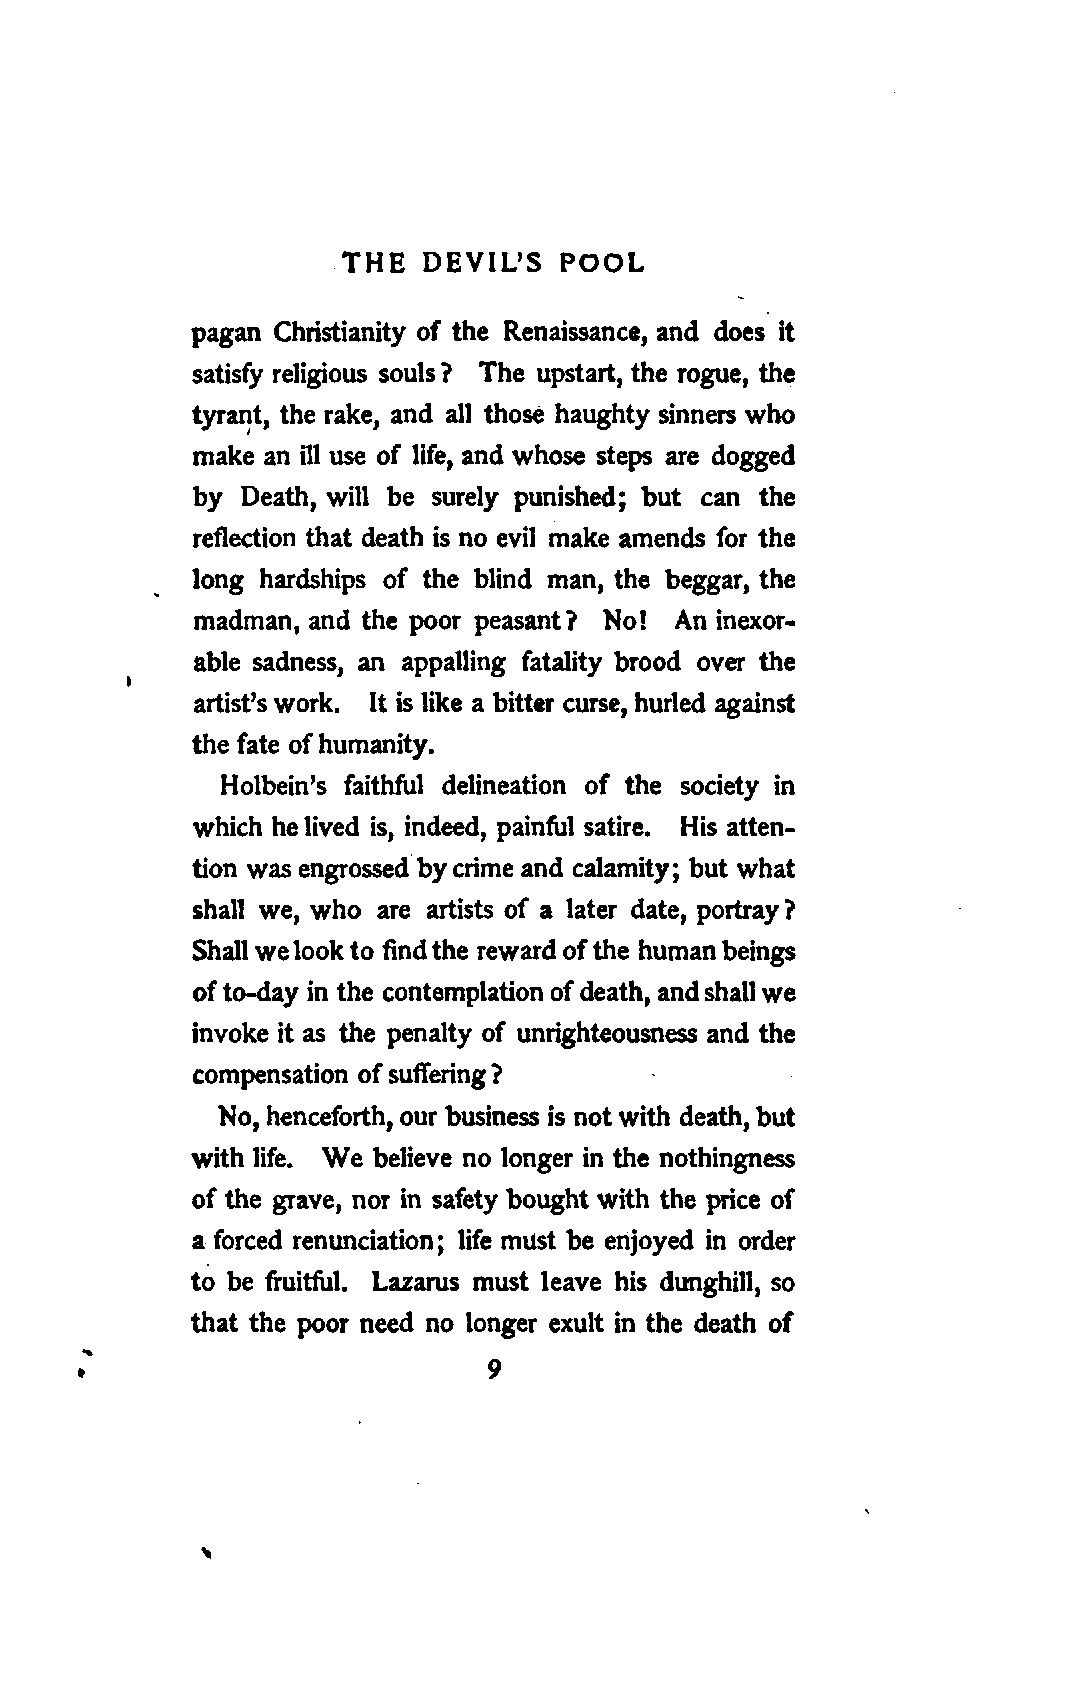 THE DEVIL'S POOL
pagan Christianity of the Renaissance, and does it
satisfy religious souls? The upstart, the rogue, the
tyrant, the rake, and all those haughty sinners who
make an ill use of life, and whose steps are dogged
by Death, will be surely punished; but can the
reflection that death is no evil make amends for the
long hardships of the blind man, the beggar, the
madman, and the poor peasant? No! An inexor-
able sadness, an appalling fatality brood over the
artist's work. It is like a bitter curse, hurled against
the fate of humanity.
Holbein's faithful delineation of the society in
which he lived is, indeed, painful satire. His atten-
tion was engrossed by crime and calamity; but what
shall we, who are artists of a later date, portray?
Shall we look to find the reward of the human beings
of to-day in the contemplation of death, and shall we
invoke it as the penalty of unrighteousness and the
compensation of suffering?
No, henceforth, our business is not with death, but
with life. We believe no longer in the nothingness
of the grave, nor in safety bought with the price of
a forced renunciation; life must be enjoyed in order
to be fruitful. Lazarus must leave his dunghill, so
that the poor need no longer exult in the death of
9